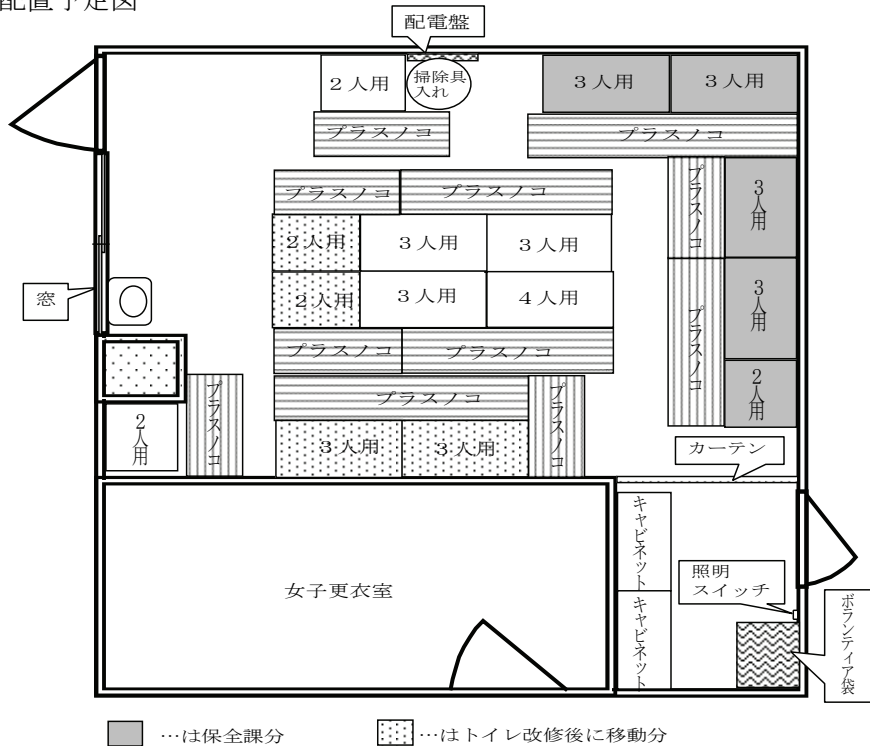 配置予定図
配電盤
2人用
掃除具
入れ
3人用
3人用
プラスノコ
プラスノコ
プラスノコ
プラスノコ
プラスノコ
3人用
2人用
3人用
3人用
窓
2人用
3人用
4人用
プラスノコ
3人用
プラスノコ
プラスノコ
プラスノコ
プラスノコ
プラスノコ
2人用
2人用
3人用
3人用
カーテン
キャビネット
照明
スイッチ
女子更衣室
キャビネット
ボランティア袋
…は保全課分
…はトイレ改修後に移動分